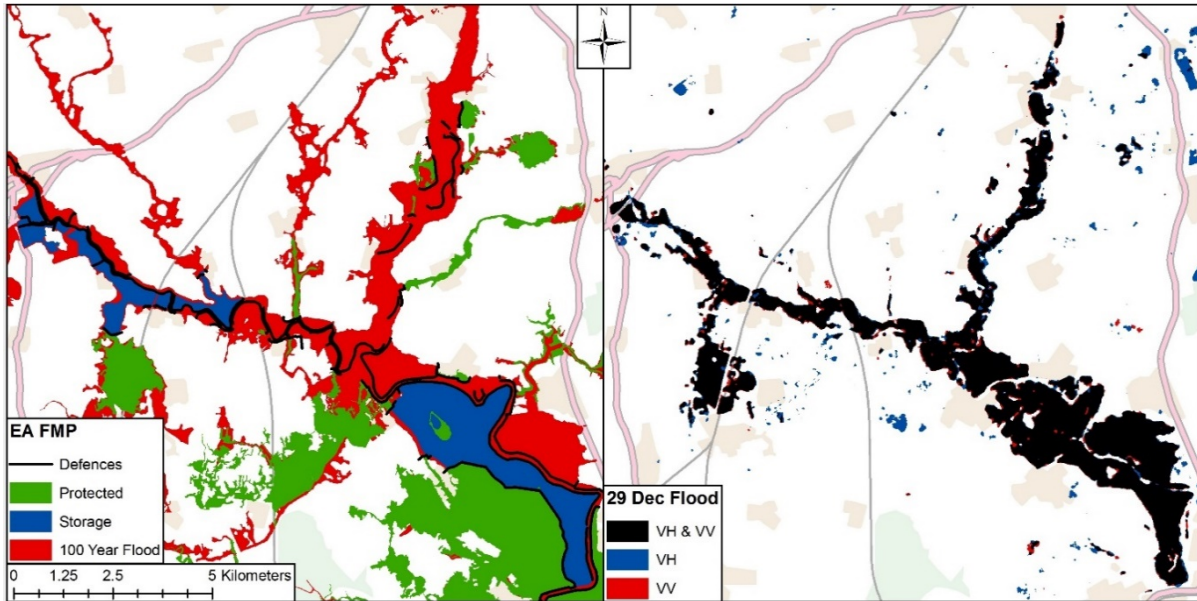 N
EA FMP
Defences
Protected
Storage
100 Year Flood
0 1.25 2.5 5 Kilometers
29 Dec Flood
VH & VV
VH
VV